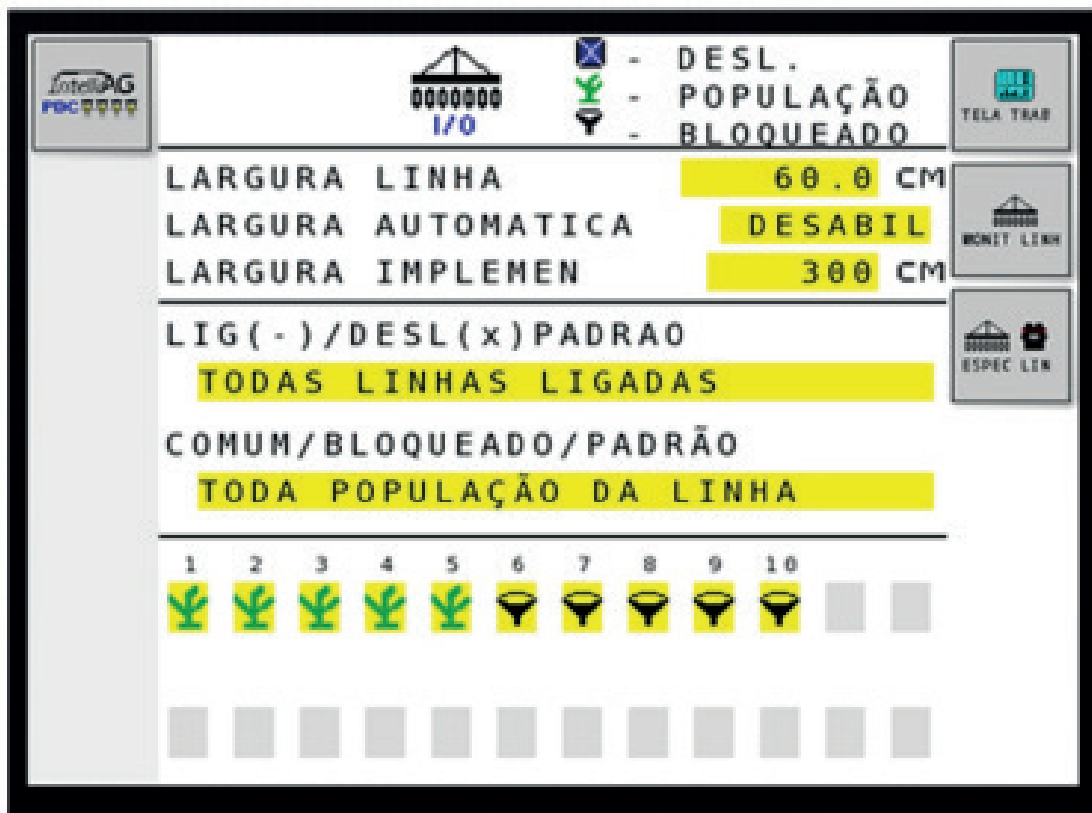 IntelliAG
PBC
I/O
- DESL.
- POPULAÇÃO
- BLOQUEADO
TELA TRAB
LARGURA LINHA 60.0 CM
LARGURA AUTOMATICA DESABIL
MONIT LINH
LARGURA IMPLEMEN 300 CM
LIG(-)/DESL(x)PADRAO
ESPEC LIN
TODAS LINHAS LIGADAS
COMUM/BLOQUEADO/PADRÃO
TODA POPULAÇÃO DA LINHA
1 2 3 4 5 6 7 8 9 10